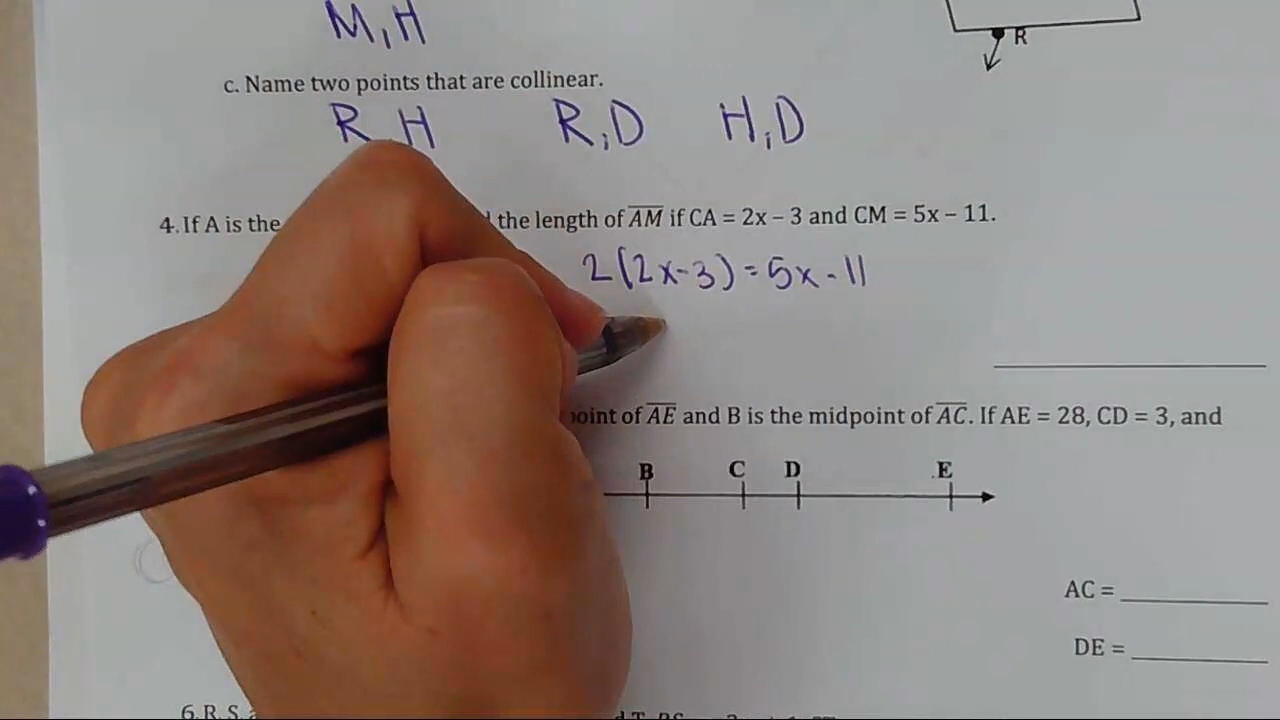 M, H
R
c. Name two points that are collinear.
R H R, D H, D
4. If A is the the length of AM if CA = 2x – 3 and CM = 5x – 11.
2(2x-3) = 5x - 11
of AE and B is the midpoint of AC. If AE = 28, CD = 3, and
B C D E
AC =
DE =
6. R, S,